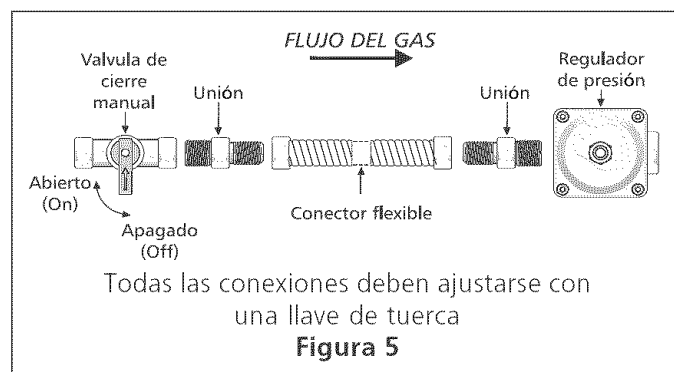 FLUJO DEL GAS
Valvula de
cierre
manual
Unión
Unión
Regulador
de presión
Abierto
(On)
Apagado
(Off)
Conector flexible
Todas las conexiones deben ajustarse con
una llave de tuerca
Figura 5